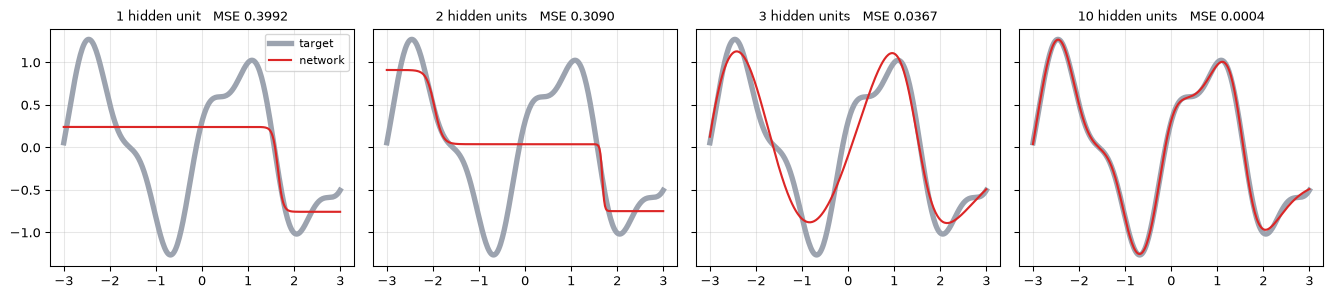 1 hidden unit   MSE 0.3992
2 hidden units   MSE 0.3090
3 hidden units   MSE 0.0367
10 hidden units   MSE 0.0004
target
network
1.0
0.5
0.0
−0.5
−1.0
−3 −2 −1 0 1 2 3
−3 −2 −1 0 1 2 3
−3 −2 −1 0 1 2 3
−3 −2 −1 0 1 2 3